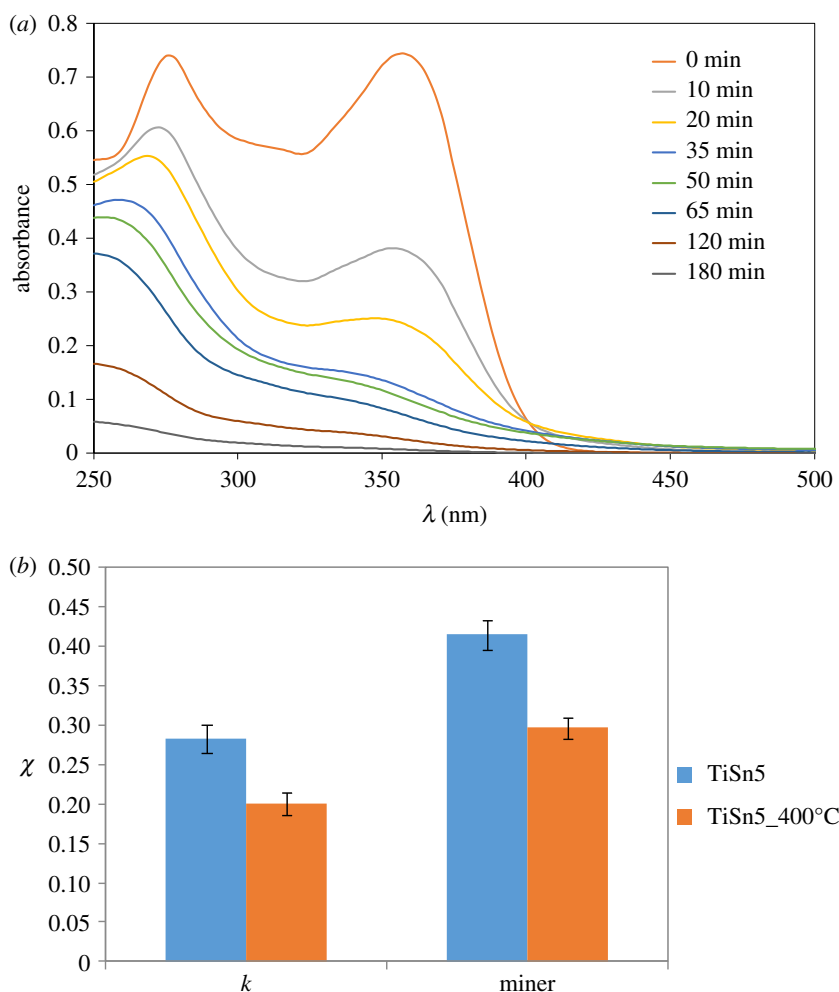 (a)
0.8
0.7
0.6
0.5
0.4
0.3
0.2
0.1
0
absorbance
0 min
10 min
20 min
35 min
50 min
65 min
120 min
180 min
250 300 350 400 450 500
λ (nm)
(b)
0.50
0.45
0.40
0.35
0.30
0.25
0.20
0.15
0.10
0.05
0
χ
TiSn5
TiSn5_400°C
k miner